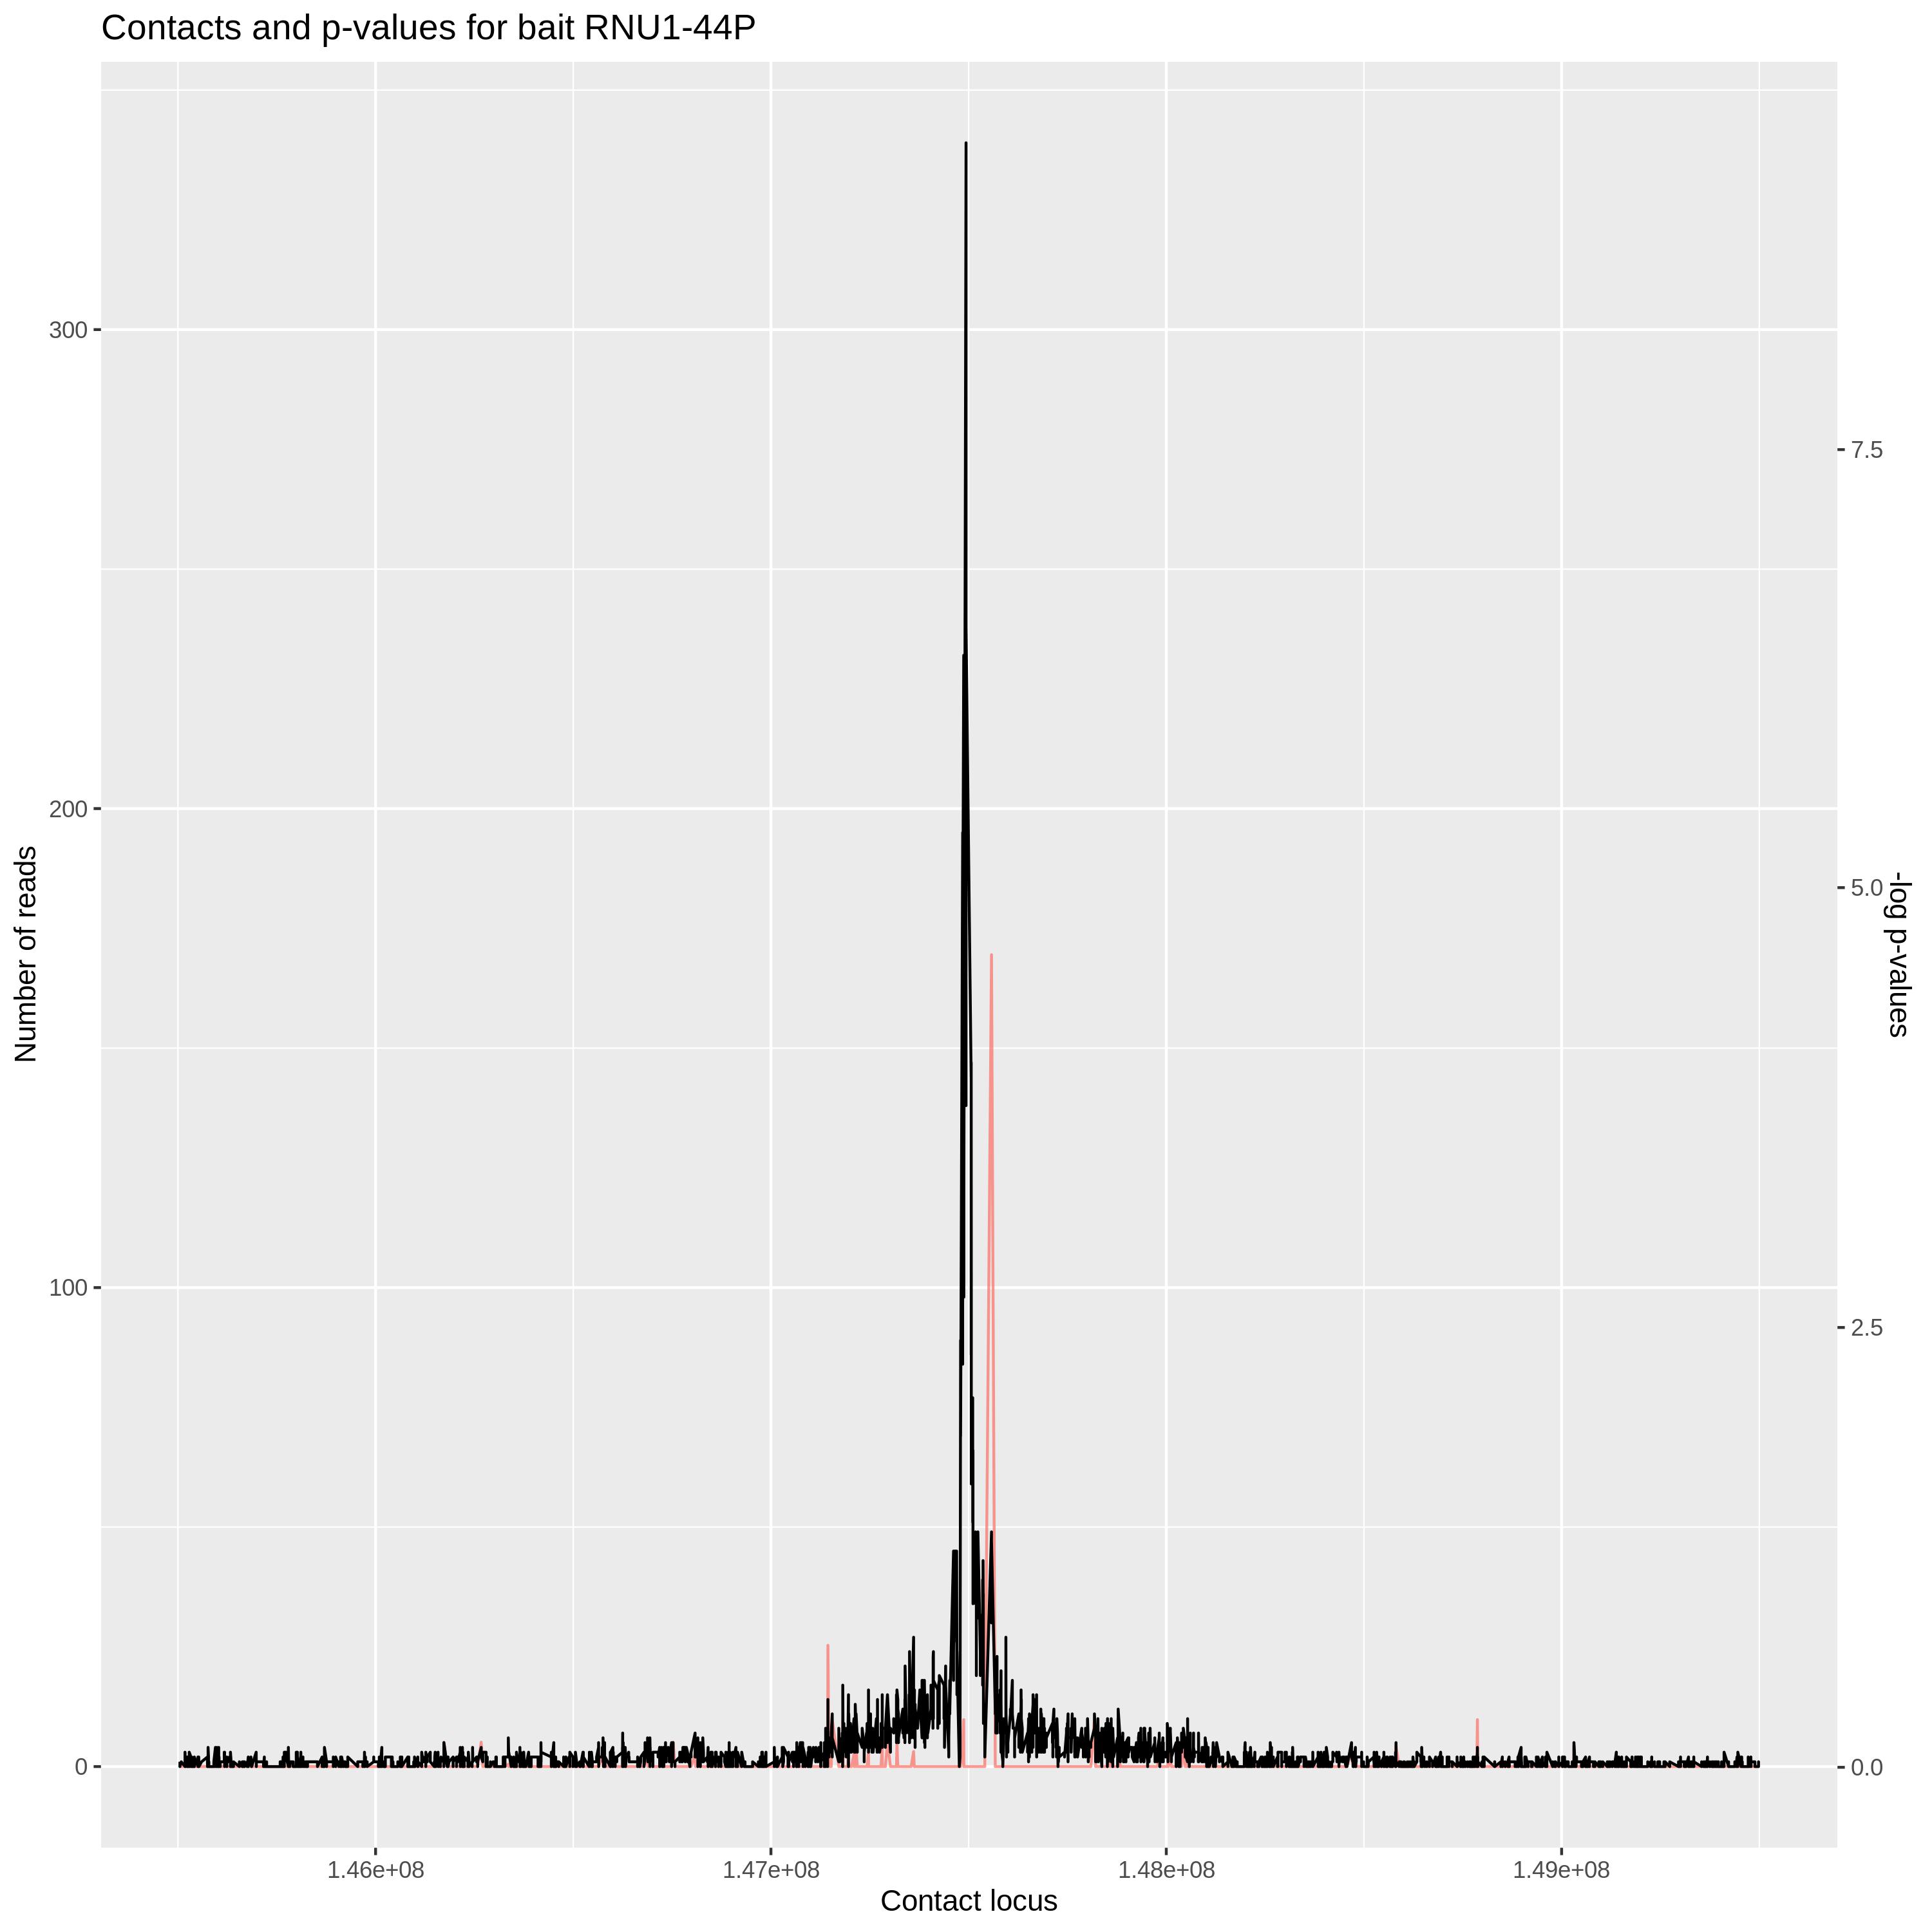 Contacts and p-values for bait RNU1-44P
Number of reads
300
200
100
0
7.5
5.0
2.5
0.0
-log p-values
1.46e+08 1.47e+08 1.48e+08 1.49e+08
Contact locus